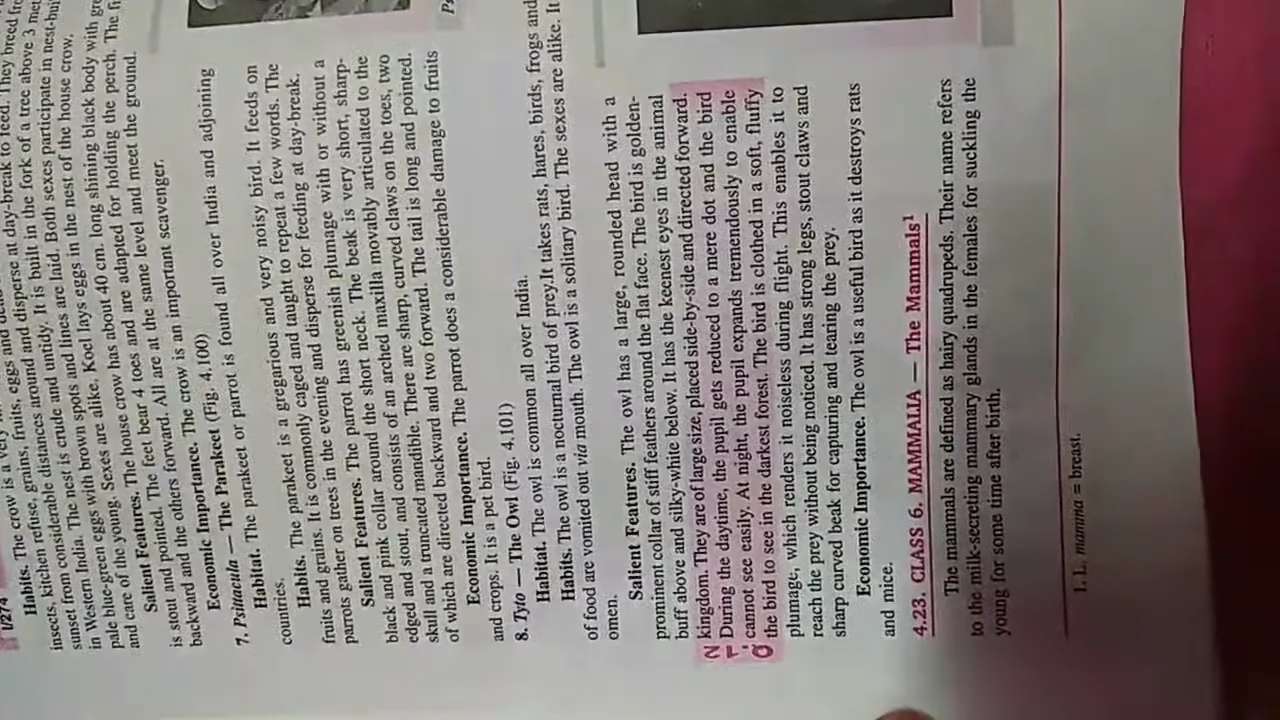 1/274
Habits. The crow is a very
insects, kitchen refuse, grains, fruits, eggs and
sunset from considerable distances around and disperse at day-break to feed. They breed
in Western India. The nest is crude and untidy. It is built in the fork of a tree above 3
pale blue-green eggs with brown spots and lines are laid. Both sexes participate in
and care of the young. Sexes are alike. Koel lays eggs in the nest of the house crow.
Salient Features. The house crow has about 40 cm. long shining black body with
is stout and pointed. The feet bear 4 toes and are adapted for holding the perch. The
backward and the others forward. All are at the same level and meet the ground.
Economic Importance. The crow is an important scavenger.
7. Psittacula — The Parakeet (Fig. 4.100)
Habitat. The parakeet or parrot is found all over India and adjoining
countries.
Habits. The parakeet is a gregarious and very noisy bird. It feeds on
fruits and grains. It is commonly caged and taught to repeat a few words. The
parrots gather on trees in the evening and disperse for feeding at day-break.
Salient Features. The parrot has greenish plumage with or without a
black and pink collar around the short neck. The beak is very short, sharp-
edged and stout, and consists of an arched maxilla movably articulated to the
skull and a truncated mandible. There are sharp, curved claws on the toes, two
of which are directed backward and two forward. The tail is long and pointed.
Economic Importance. The parrot does a considerable damage to fruits
and crops. It is a pet bird.
8. Tyto — The Owl (Fig. 4.101)
Habitat. The owl is common all over India.
Habits. The owl is a nocturnal bird of prey.It takes rats, hares, birds, frogs and
of food are vomited out via mouth. The owl is a solitary bird. The sexes are alike. It
omen.
Salient Features. The owl has a large, rounded head with a
prominent collar of stiff feathers around the flat face. The bird is golden-
buff above and silky-white below. It has the keenest eyes in the animal
kingdom. They are of large size, placed side-by-side and directed forward.
During the daytime, the pupil gets reduced to a mere dot and the bird
cannot see easily. At night, the pupil expands tremendously to enable
the bird to see in the darkest forest. The bird is clothed in a soft, fluffy
plumage, which renders it noiseless during flight. This enables it to
reach the prey without being noticed. It has strong legs, stout claws and
sharp curved beak for capturing and tearing the prey.
Economic Importance. The owl is a useful bird as it destroys rats
and mice.
4.23. CLASS 6. MAMMALIA — The Mammals¹
The mammals are defined as hairy quadrupeds. Their name refers
to the milk-secreting mammary glands in the females for suckling the
young for some time after birth.
1. L. mamma = breast.